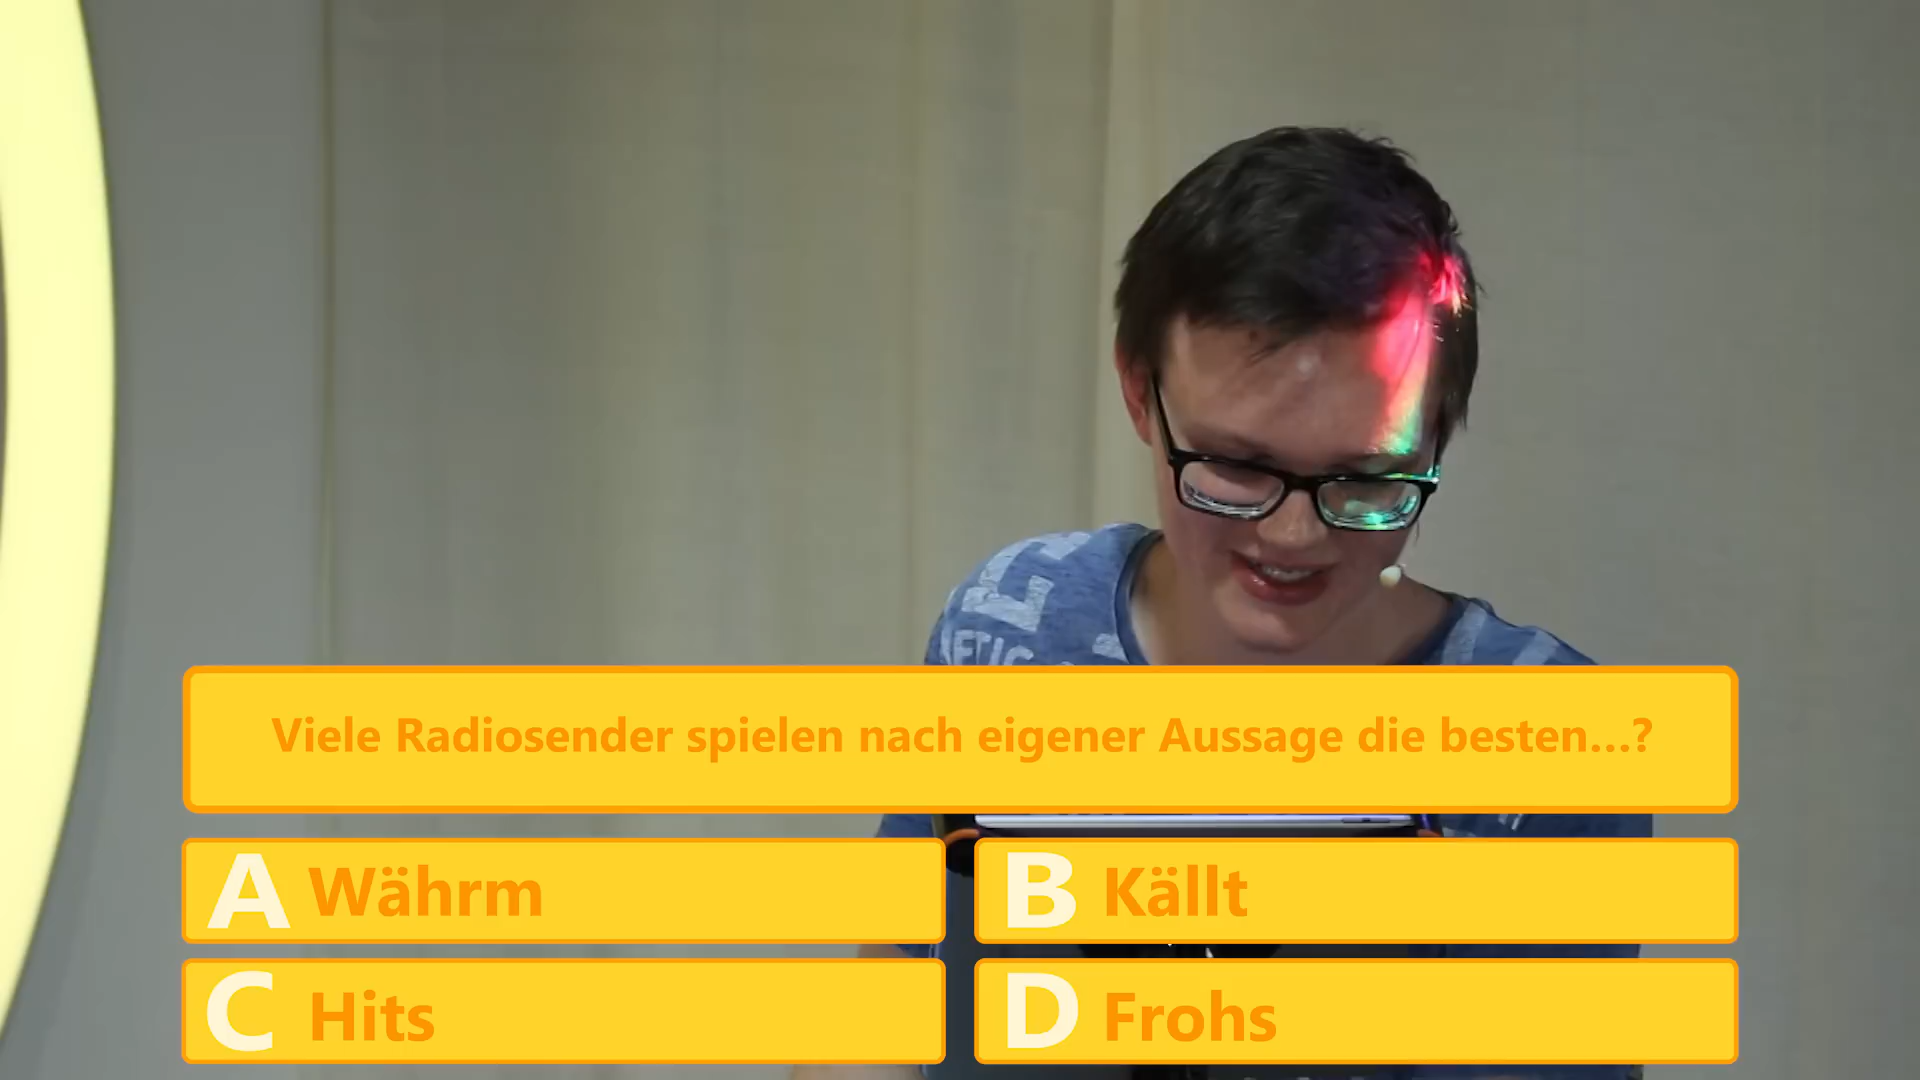 Viele Radiosender spielen nach eigener Aussage die besten...?
A Währm
B Källt
C Hits
D Frohs